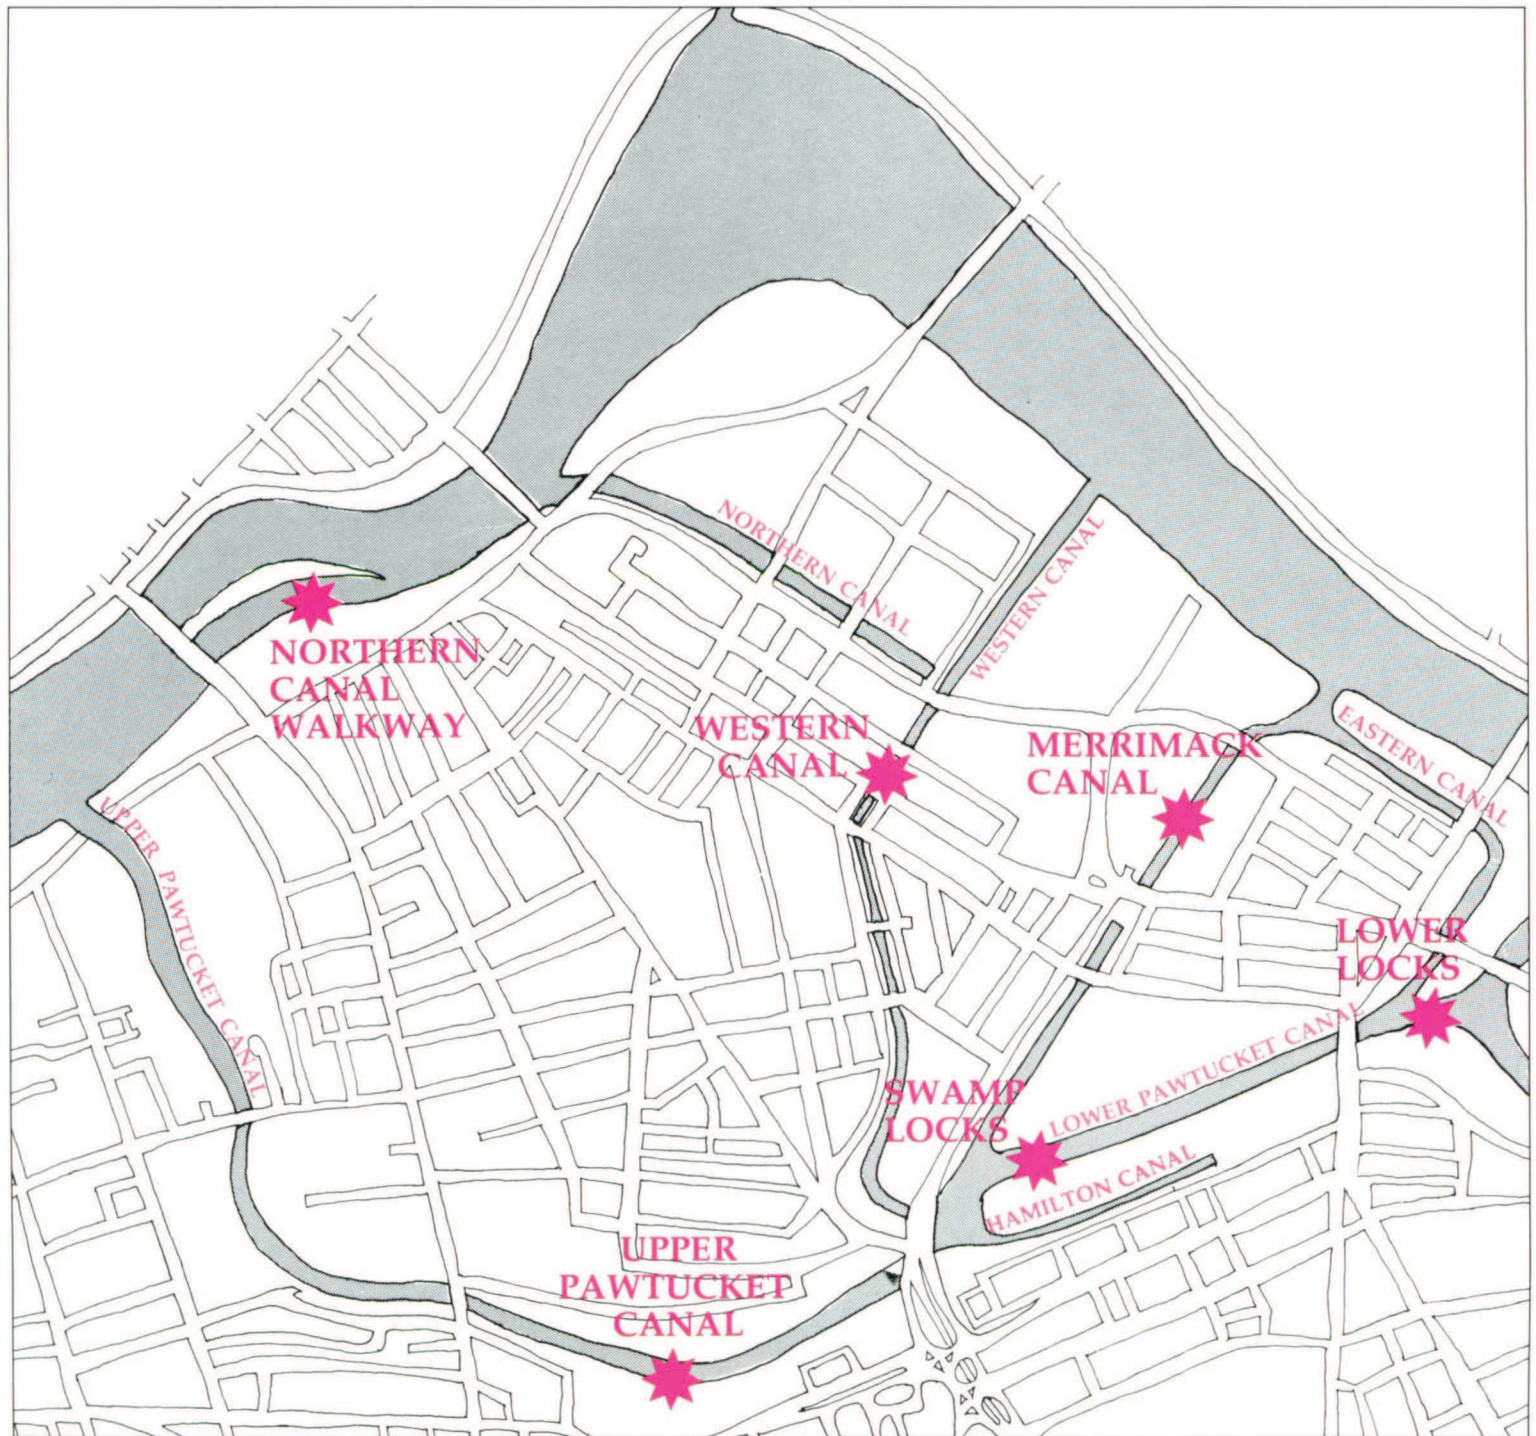 NORTHERN CANAL
WESTERN CANAL
NORTHERN
CANAL
WALKWAY
WESTERN
CANAL
MERRIMACK
CANAL
EASTERN CANAL
UPPER PAWTUCKET CANAL
LOWER
LOCKS
SWAMP
LOCKS
LOWER PAWTUCKET CANAL
HAMILTON CANAL
UPPER
PAWTUCKET
CANAL